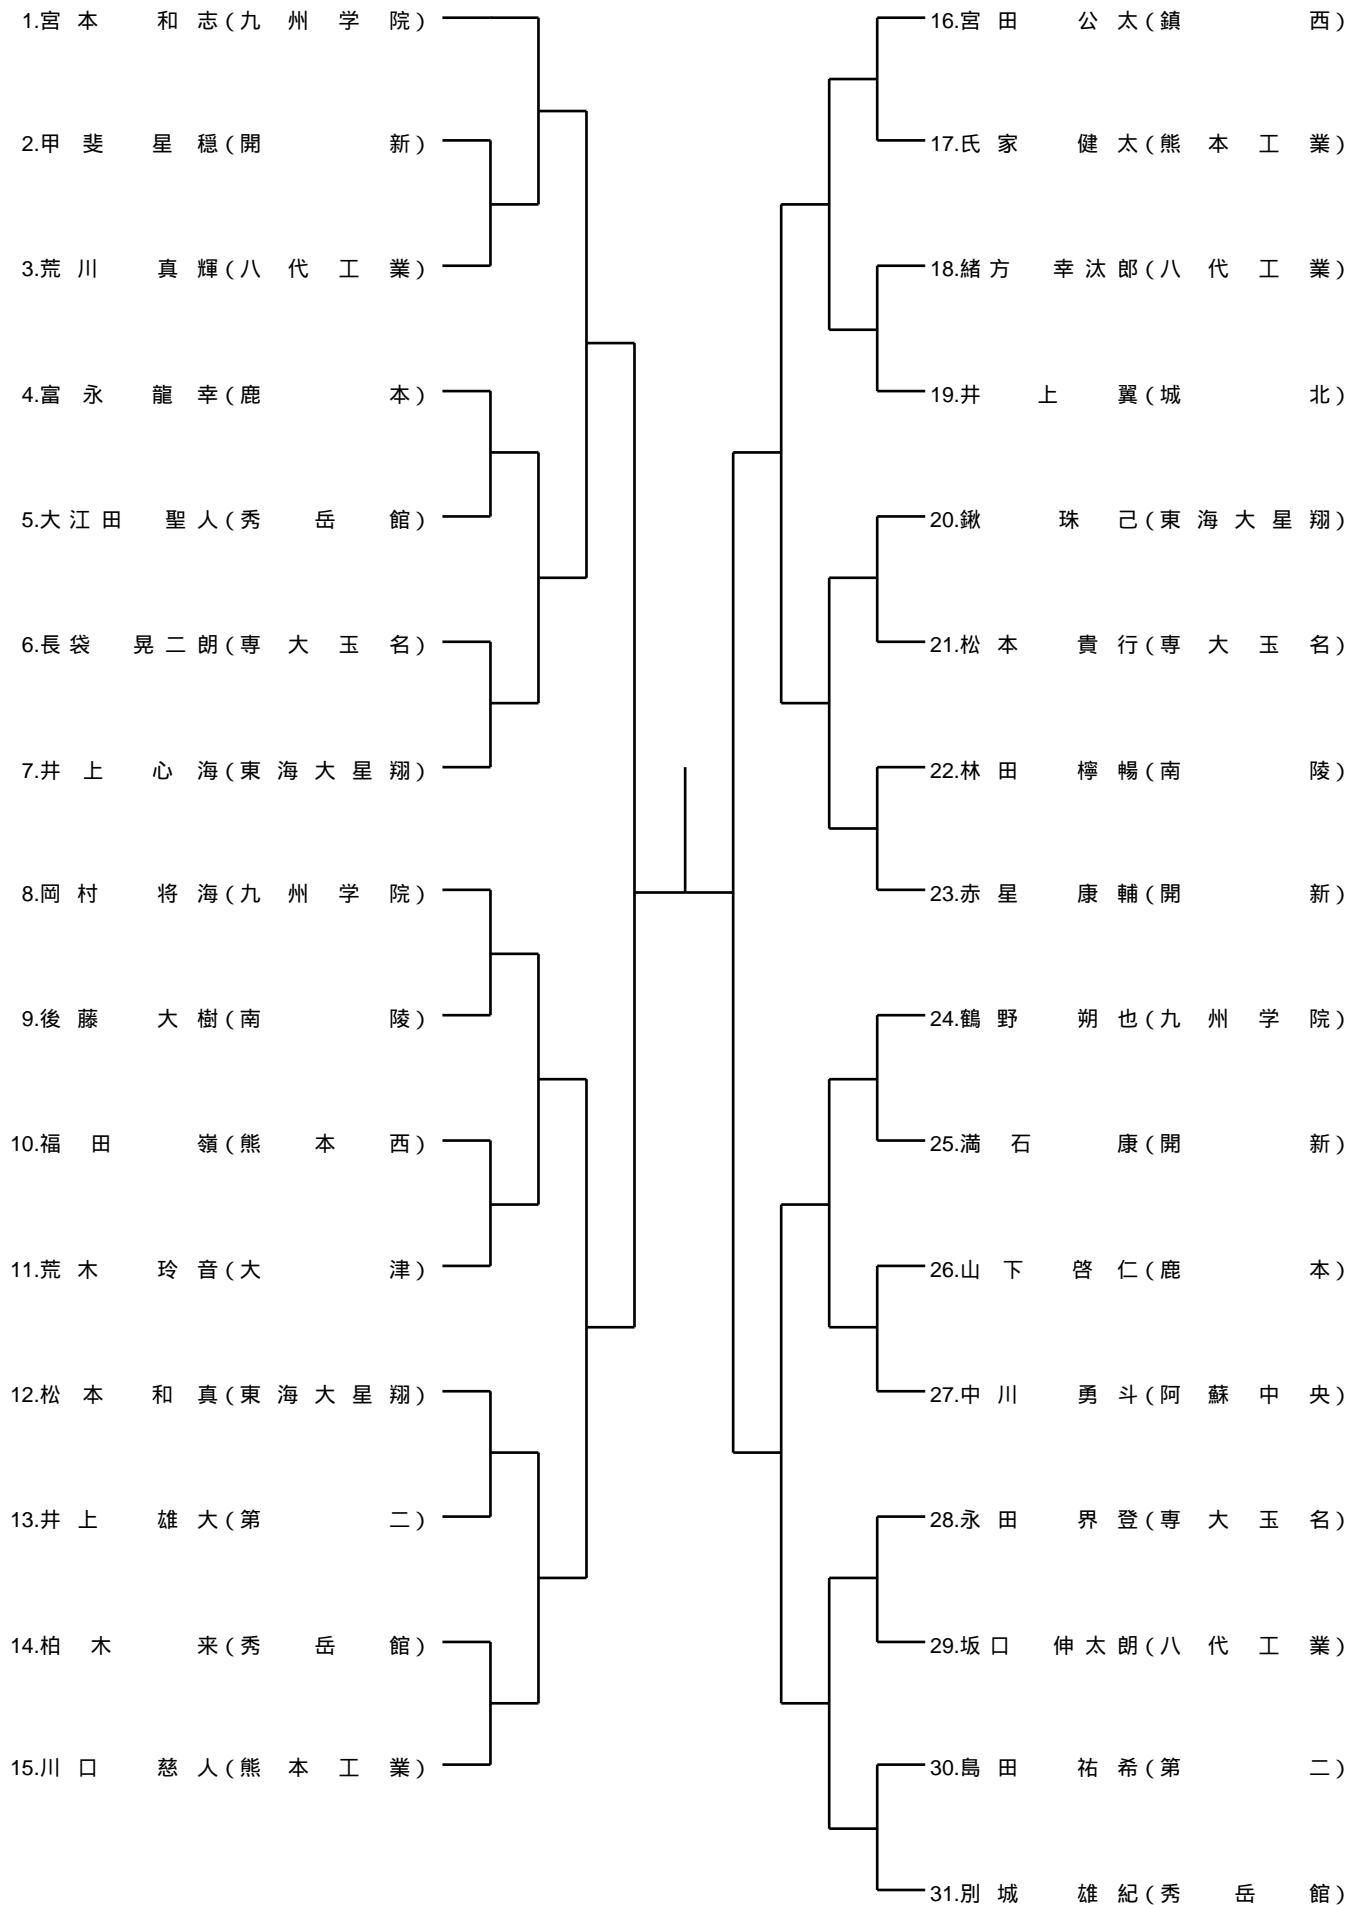 1.宮本 和志(九州学院)
2.甲斐 星穏(開新)
3.荒川 真輝(八代工業)
4.富永 龍幸(鹿本)
5.大江田 聖人(秀岳館)
6.長袋 晃二朗(専大玉名)
7.井上 心海(東海大星翔)
8.岡村 将海(九州学院)
9.後藤 大樹(南陵)
10.福田 嶺(熊本西)
11.荒木 玲音(大津)
12.松本 和真(東海大星翔)
13.井上 雄大(第二)
14.柏木 来(秀岳館)
15.川口 慈人(熊本工業)
16.宮田 公太(鎮西)
17.氏家 健太(熊本工業)
18.緒方 幸汰郎(八代工業)
19.井上 翼(城北)
20.鍬 珠己(東海大星翔)
21.松本 貴行(専大玉名)
22.林田 檸暢(南陵)
23.赤星 康輔(開新)
24.鶴野 朔也(九州学院)
25.満石 康(開新)
26.山下 啓仁(鹿本)
27.中川 勇斗(阿蘇中央)
28.永田 界登(専大玉名)
29.坂口 伸太朗(八代工業)
30.島田 祐希(第二)
31.別城 雄紀(秀岳館)